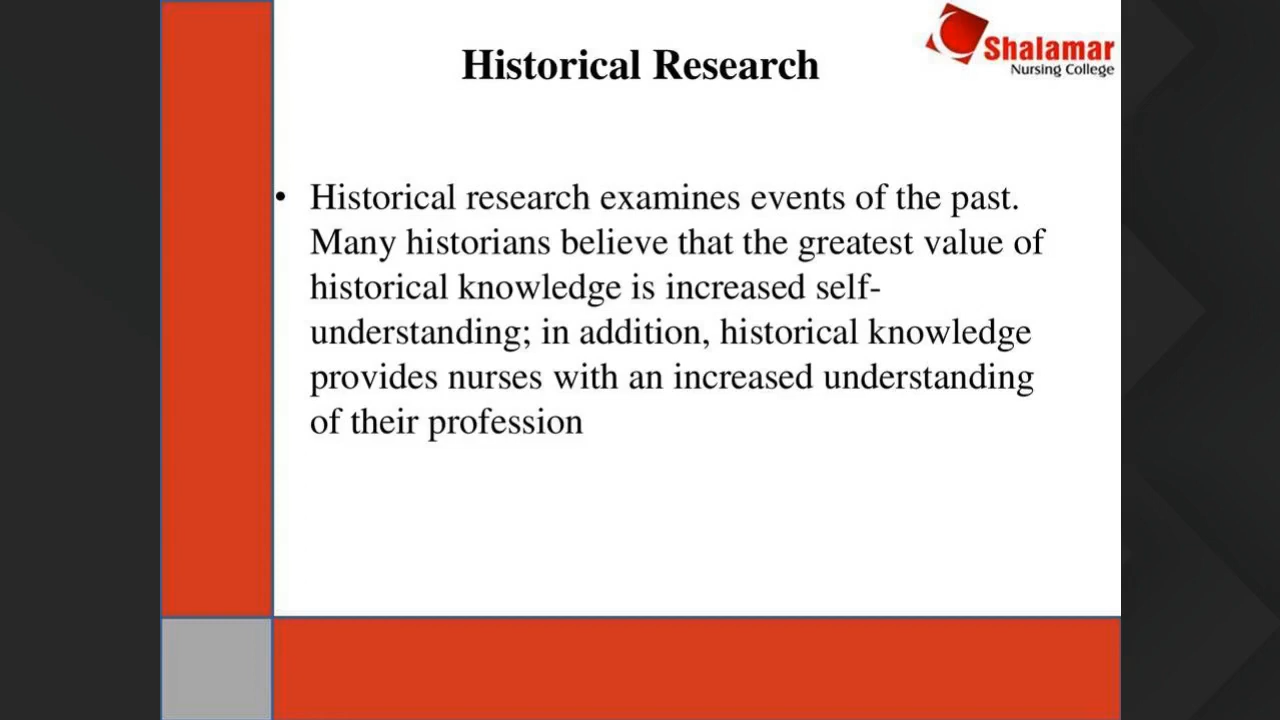 Historical Research
Shalamar
Nursing College
• Historical research examines events of the past.
Many historians believe that the greatest value of
historical knowledge is increased self-
understanding; in addition, historical knowledge
provides nurses with an increased understanding
of their profession